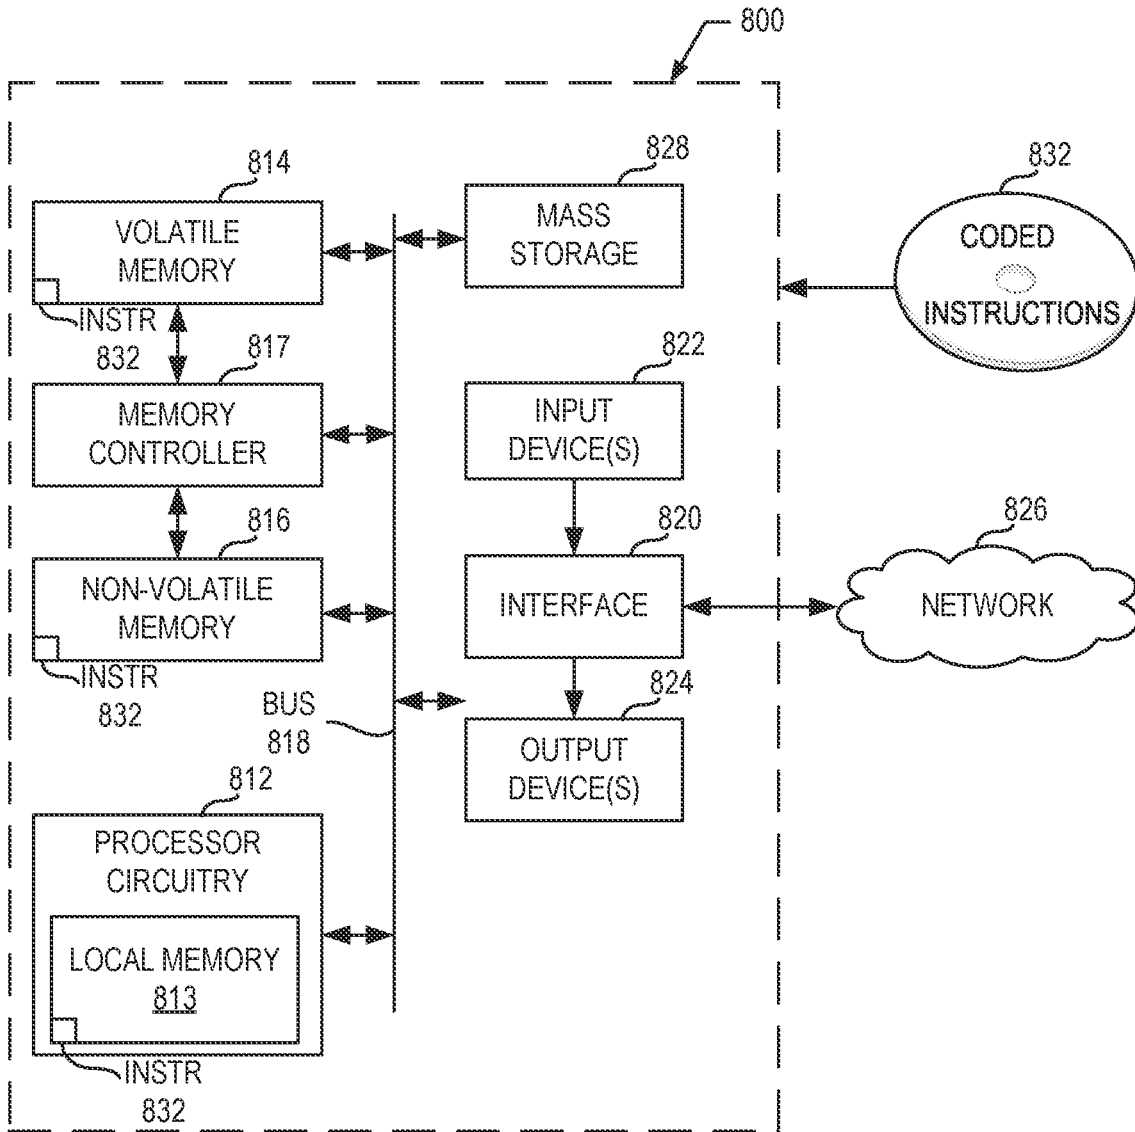 800
814
VOLATILE
MEMORY
INSTR
832
817
MEMORY
CONTROLLER
816
NON-VOLATILE
MEMORY
INSTR
832
BUS
818
812
PROCESSOR
CIRCUITRY
LOCAL MEMORY
813
INSTR
832
828
MASS
STORAGE
822
INPUT
DEVICE(S)
820
INTERFACE
824
OUTPUT
DEVICE(S)
832
CODED
INSTRUCTIONS
826
NETWORK